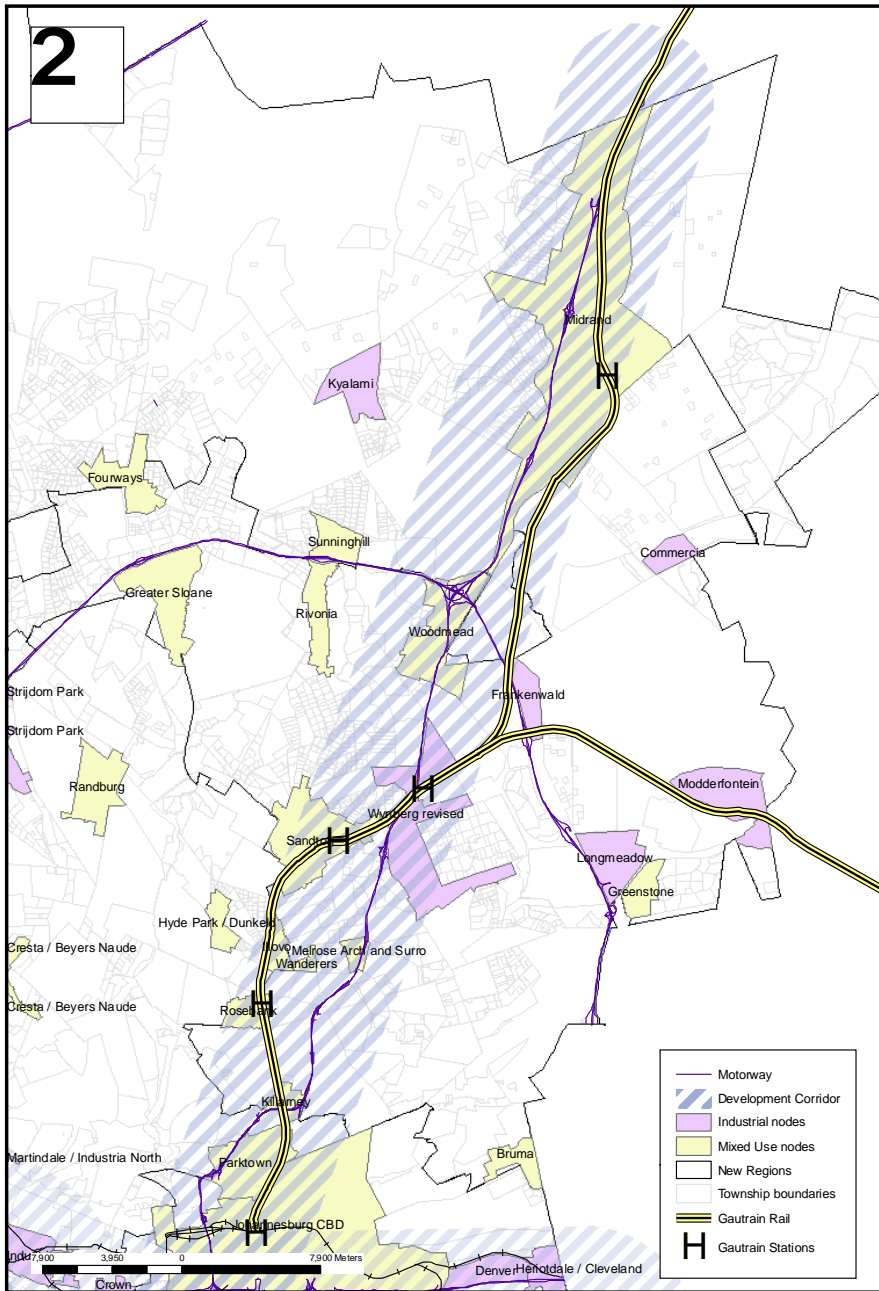 2
Midrand
Kyalami
Fourways
Sunninghill
Commercia
Greater Sloane
Rivonia
Woodmead
Strijdom Park
Frankenwald
Strijdom Park
Randburg
Modderfontein
Wynberg revised
Sandto
Longmeadow
Greenstone
Hyde Park / Dunkeld
Cresta / Beyers Naude
Illovo
Melrose Arch and Surro
Wanderers
Cresta / Beyers Naude
Rosebank
Killarney
Martindale / Industria North
Parktown
Bruma
Johannesburg CBD
Indu
Crown
Denver
Heriotdale / Cleveland
7,900 3,950 0 7,900 Meters
Motorway
Development Corridor
Industrial nodes
Mixed Use nodes
New Regions
Township boundaries
Gautrain Rail
Gautrain Stations